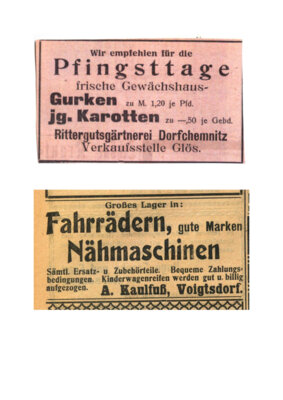 Wir empfehlen für die
Pfingsttage
frische Gewächshaus-
Gurken zu M. 1,20 je Pfd.
jg. Karotten zu —,50 je Gebd.
Rittergutsgärtnerei Dorfchemnitz
Verkaufsstelle Glös.
Großes Lager in:
Fahrrädern, gute Marken
Nähmaschinen
Sämtl. Ersatz- u. Zubehörteile. Bequeme Zahlungs-
bedingungen. Kinderwagenreifen werden gut u. billig
aufgezogen. A. Kaulfuß, Voigtsdorf.